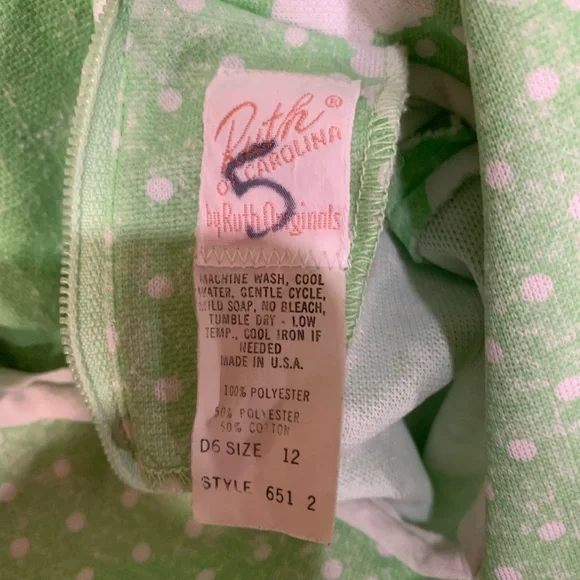 Ruth ®
OF CAROLINA
5
by Ruth Originals
MACHINE WASH, COOL
WATER, GENTLE CYCLE,
MILD SOAP, NO BLEACH,
TUMBLE DRY - LOW
TEMP., COOL IRON IF
NEEDED
MADE IN U.S.A.
100% POLYESTER
50% POLYESTER
50% COTTON
D6 SIZE 12
STYLE 651 2